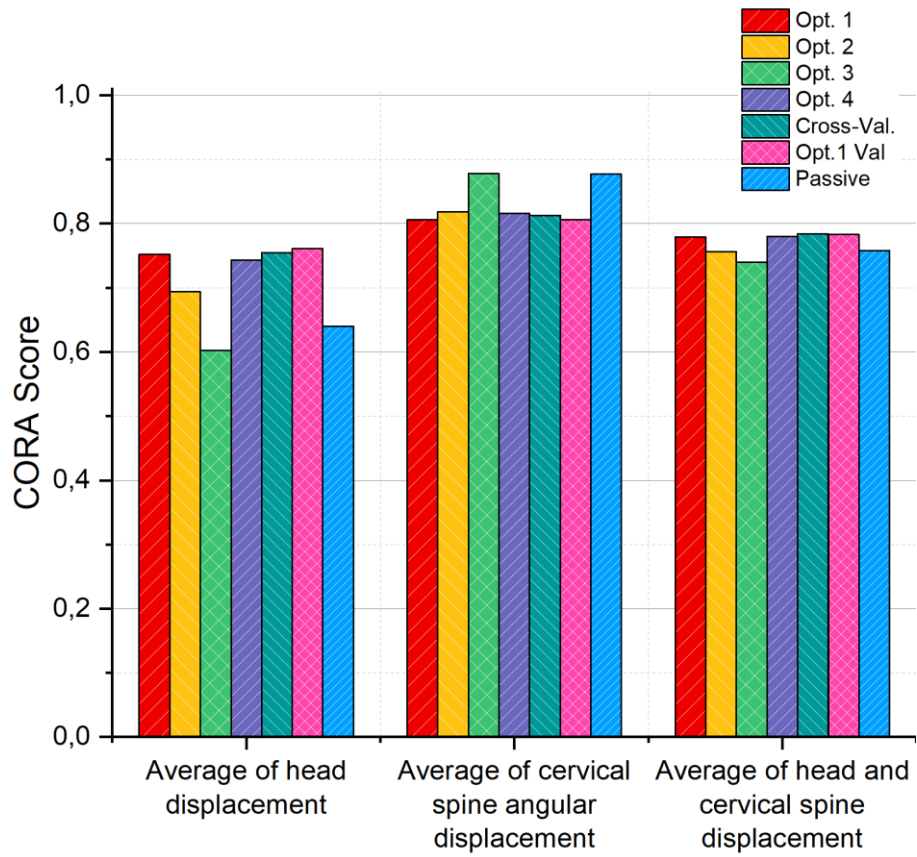 Opt. 1
Opt. 2
Opt. 3
Opt. 4
Cross-Val.
Opt.1 Val
Passive
CORA Score
1,0
0,8
0,6
0,4
0,2
0,0
Average of head
displacement
Average of cervical
spine angular
displacement
Average of head and
cervical spine
displacement